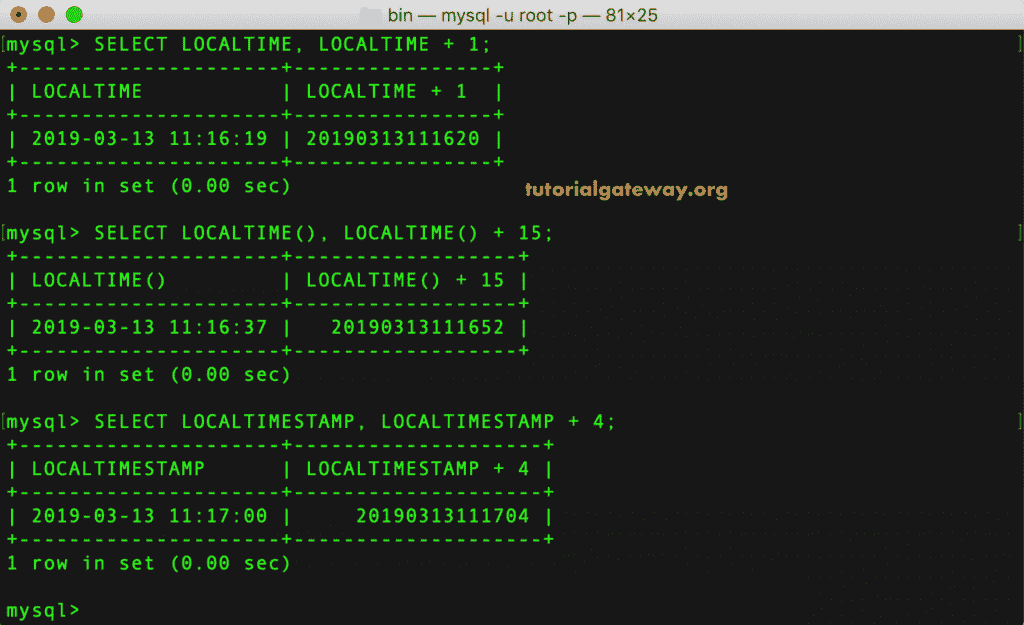 bin — mysql -u root -p — 81×25
[mysql> SELECT LOCALTIME, LOCALTIME + 1; ]
+---------------------+----------------+
| LOCALTIME           | LOCALTIME + 1  |
+---------------------+----------------+
| 2019-03-13 11:16:19 | 20190313111620 |
+---------------------+----------------+
1 row in set (0.00 sec)
tutorialgateway.org
[mysql> SELECT LOCALTIME(), LOCALTIME() + 15; ]
+---------------------+------------------+
| LOCALTIME()         | LOCALTIME() + 15 |
+---------------------+------------------+
| 2019-03-13 11:16:37 |   20190313111652 |
+---------------------+------------------+
1 row in set (0.00 sec)
[mysql> SELECT LOCALTIMESTAMP, LOCALTIMESTAMP + 4; ]
+---------------------+--------------------+
| LOCALTIMESTAMP      | LOCALTIMESTAMP + 4 |
+---------------------+--------------------+
| 2019-03-13 11:17:00 |     20190313111704 |
+---------------------+--------------------+
1 row in set (0.00 sec)
mysql>